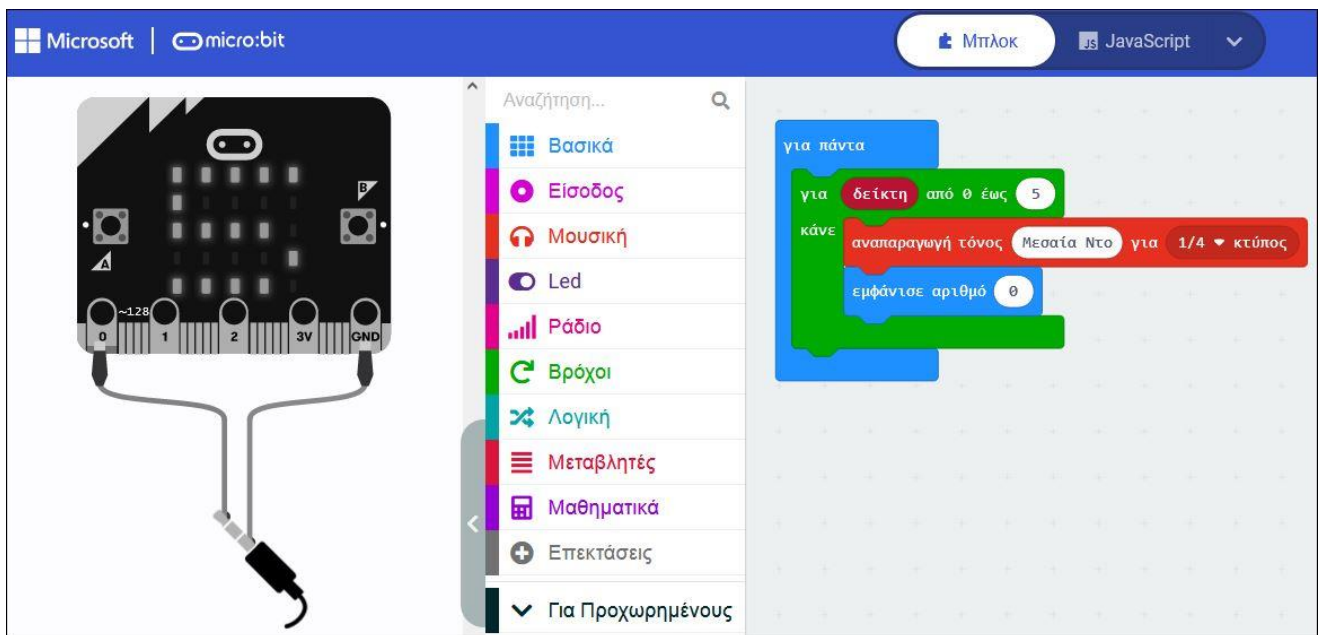 Microsoft | micro:bit
Μπλοκ
JS JavaScript
Αναζήτηση...
Βασικά
Είσοδος
Μουσική
Led
Ράδιο
Βρόχοι
Λογική
Μεταβλητές
Μαθηματικά
Επεκτάσεις
Για Προχωρημένους
B
A
~128
0 1 2 3V GND
για πάντα
για δείκτη από 0 έως 5
κάνε
αναπαραγωγή τόνος Μεσαία Ντο για 1/4 κτύπος
εμφάνισε αριθμό 0